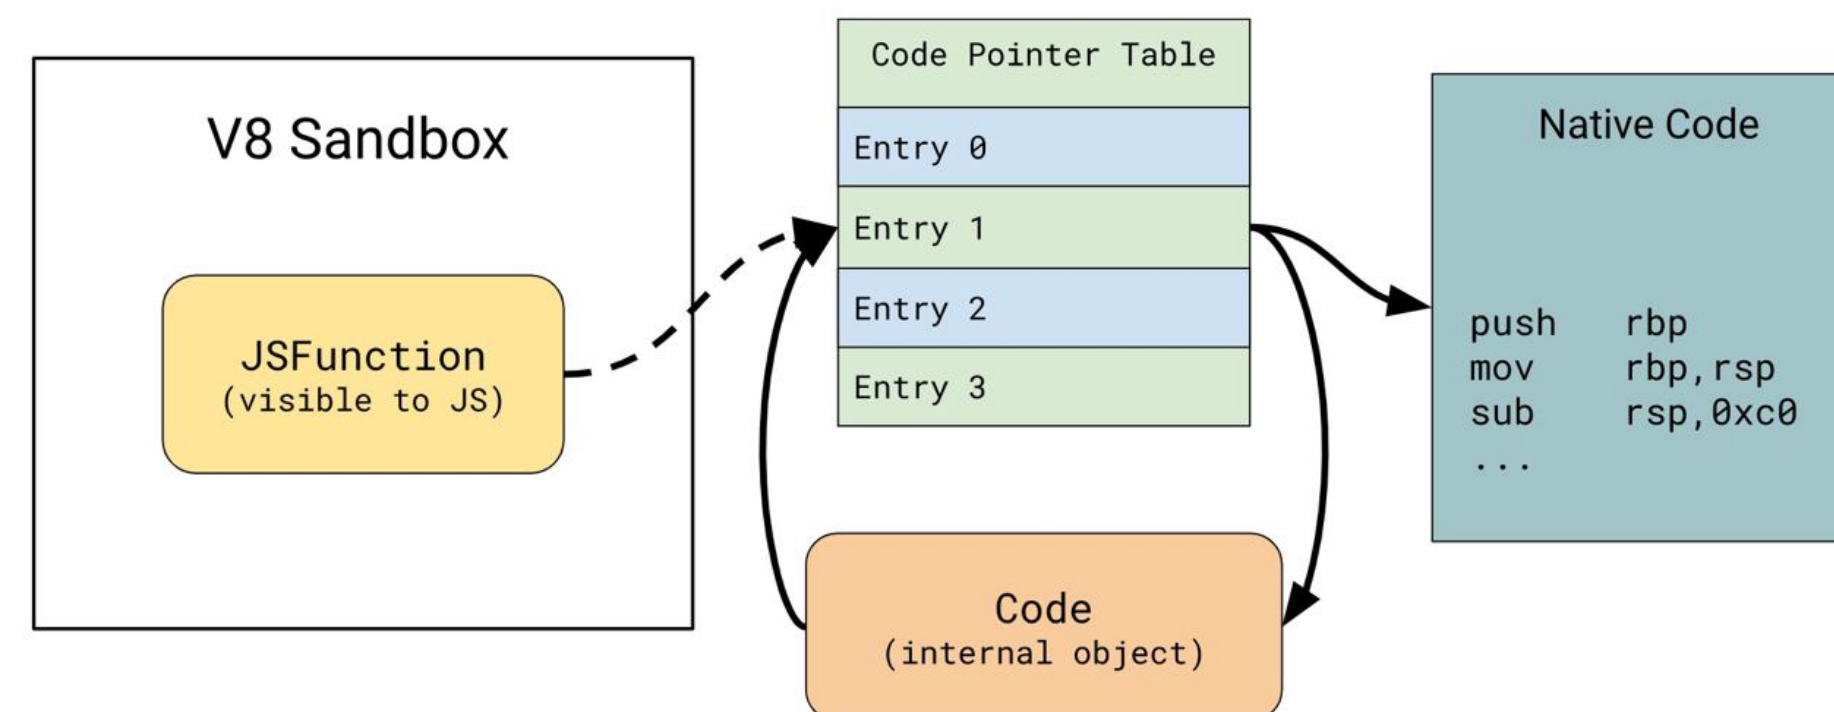 V8 Sandbox
JSFunction
(visible to JS)
Code Pointer Table
Entry 0
Entry 1
Entry 2
Entry 3
Code
(internal object)
Native Code
push rbp
mov rbp,rsp
sub rsp,0xc0
...